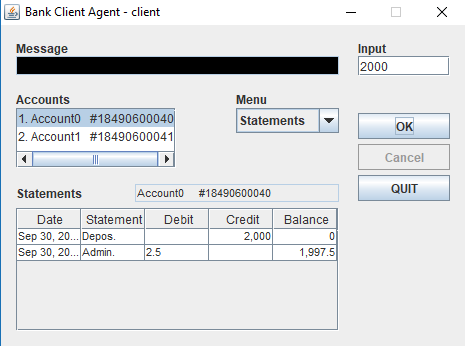 Bank Client Agent - client
Message
Input
2000
Accounts
Menu
1. Account0 #18490600040
2. Account1 #18490600041
Statements
OK
Cancel
QUIT
Statements Account0 #18490600040
Date Statement Debit Credit Balance
Sep 30, 20... Depos. 2,000 0
Sep 30, 20... Admin. 2.5 1,997.5